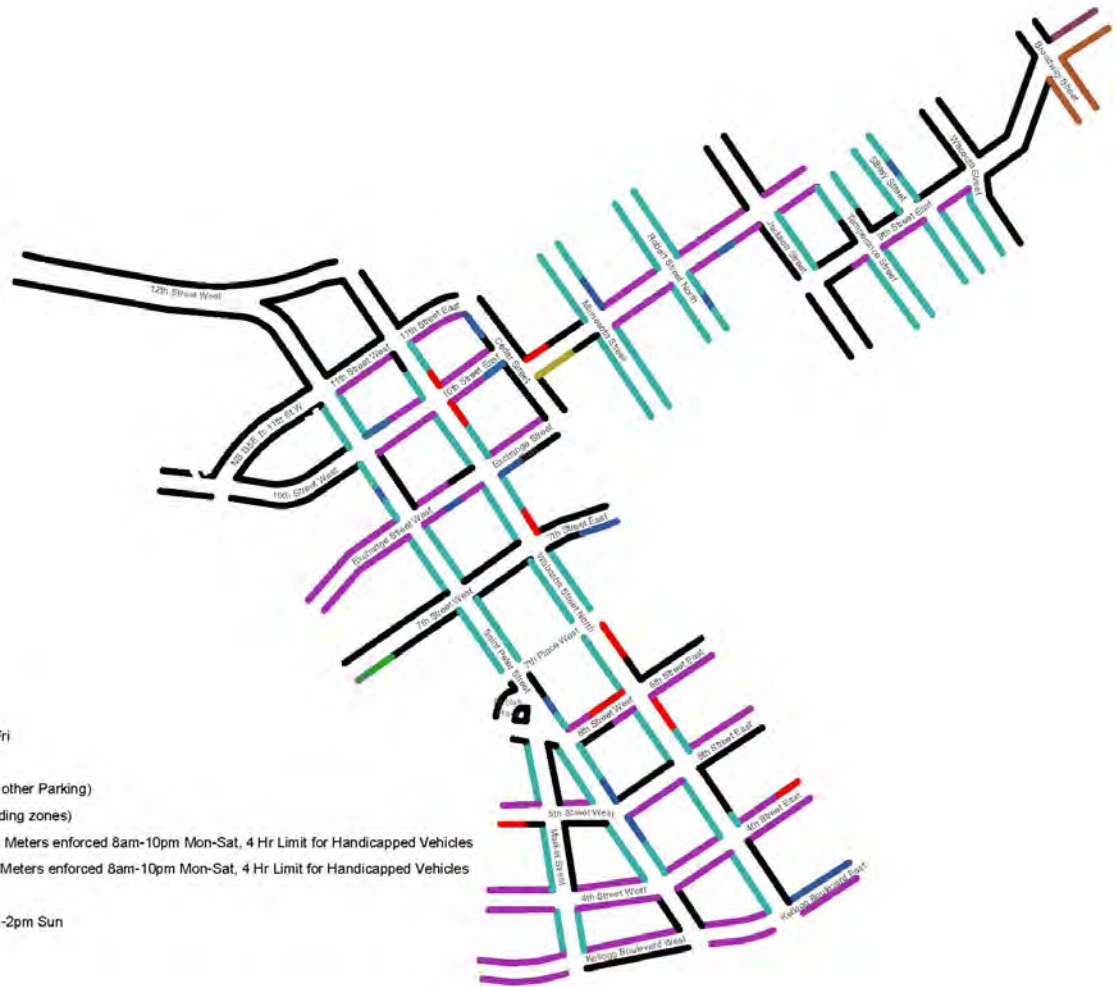 Broadway Street
Wacouta Street
Sibley Street
9th Street East
Temperance Street
Jackson Street
Robert Street North
Minnesota Street
12th Street West
11th Street East
Cedar Street
11th Street West
10th Street East
10th Street West
Exchange Street
Exchange Street West
7th Street East
7th Street West
Wabasha Street North
7th Place West
Saint Peter Street
6th Street East
6th Street West
5th Street East
5th Street West
Market Street
4th Street East
4th Street West
Kellogg Boulevard East
Kellogg Boulevard West
ri
other Parking)
ding zones)
Meters enforced 8am-10pm Mon-Sat, 4 Hr Limit for Handicapped Vehicles
Meters enforced 8am-10pm Mon-Sat, 4 Hr Limit for Handicapped Vehicles
-2pm Sun